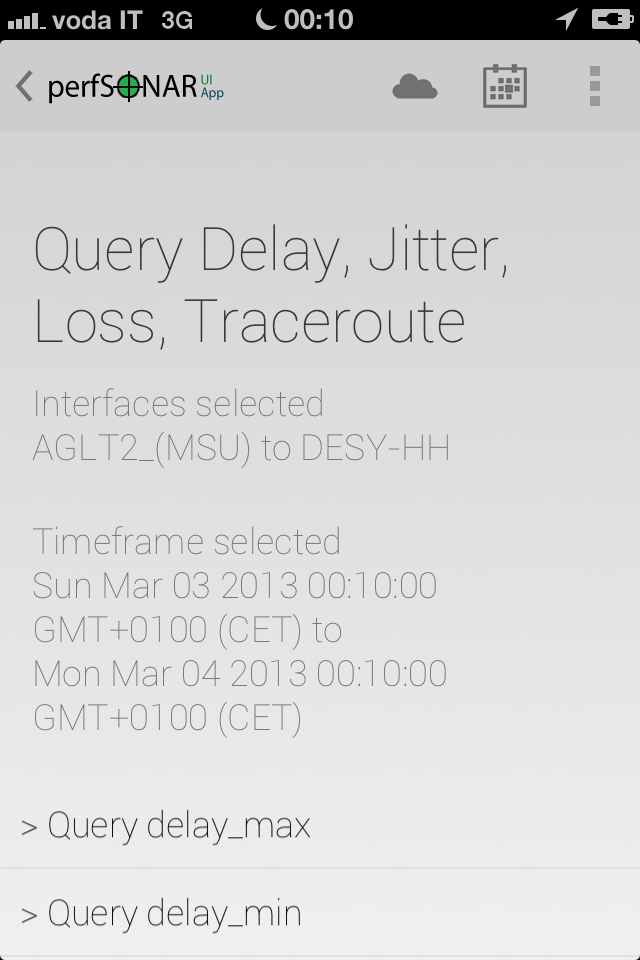 voda IT 3G 00:10
perfSONAR UI App
Query Delay, Jitter,
Loss, Traceroute
Interfaces selected
AGLT2_(MSU) to DESY-HH
Timeframe selected
Sun Mar 03 2013 00:10:00
GMT+0100 (CET) to
Mon Mar 04 2013 00:10:00
GMT+0100 (CET)
> Query delay_max
> Query delay_min